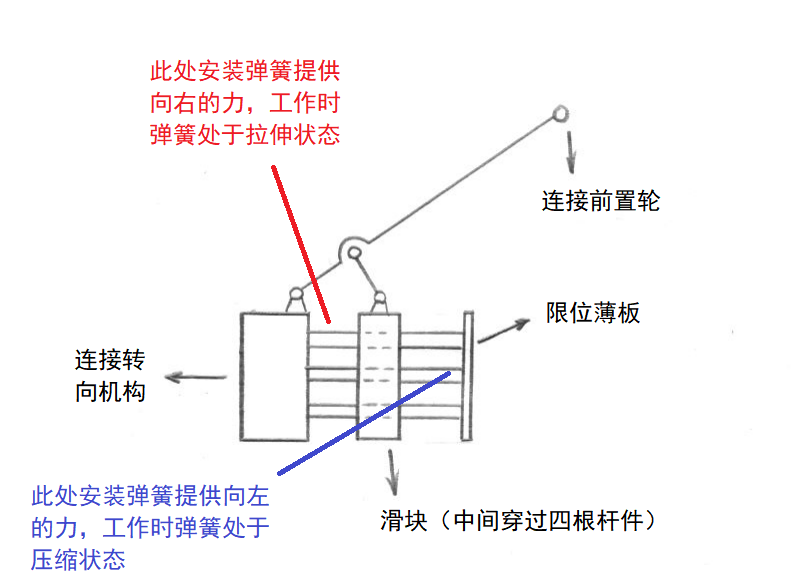 此处安装弹簧提供
向右的力，工作时
弹簧处于拉伸状态
连接前置轮
限位薄板
连接转
向机构
此处安装弹簧提供向左
的力，工作时弹簧处于
压缩状态
滑块（中间穿过四根杆件）